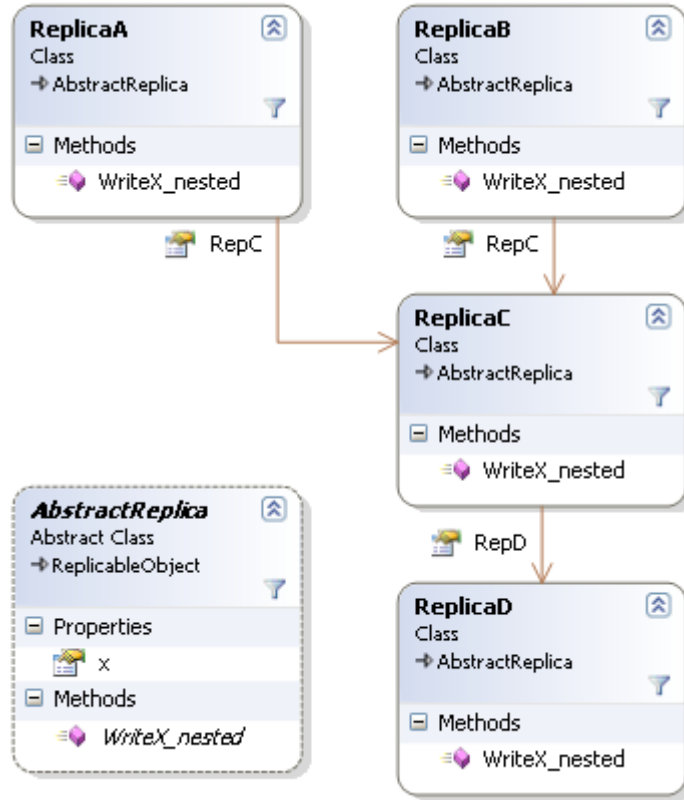 ReplicaA
Class
AbstractReplica
Methods
WriteX_nested
ReplicaB
Class
AbstractReplica
Methods
WriteX_nested
RepC
RepC
ReplicaC
Class
AbstractReplica
Methods
WriteX_nested
AbstractReplica
Abstract Class
ReplicableObject
Properties
x
Methods
WriteX_nested
RepD
ReplicaD
Class
AbstractReplica
Methods
WriteX_nested